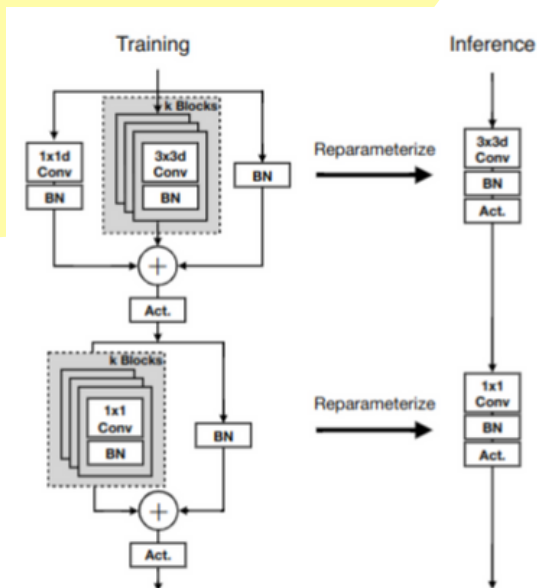 Training
Inference
k Blocks
1x1d
Conv
BN
3x3d
Conv
BN
BN
Reparameterize
3x3d
Conv
BN
Act.
+
Act.
k Blocks
1x1
Conv
BN
BN
Reparameterize
1x1
Conv
BN
Act.
+
Act.